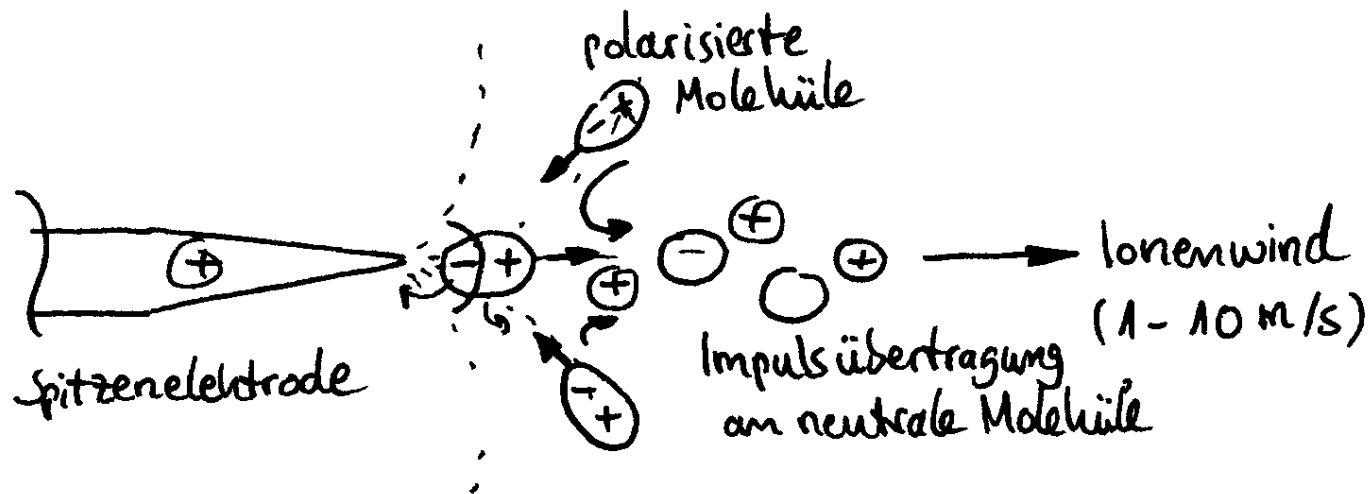 polarisierte
Moleküle
Spitzenelektrode
Impulsübertragung
an neutrale Moleküle
Ionenwind
(1-10 m/s)